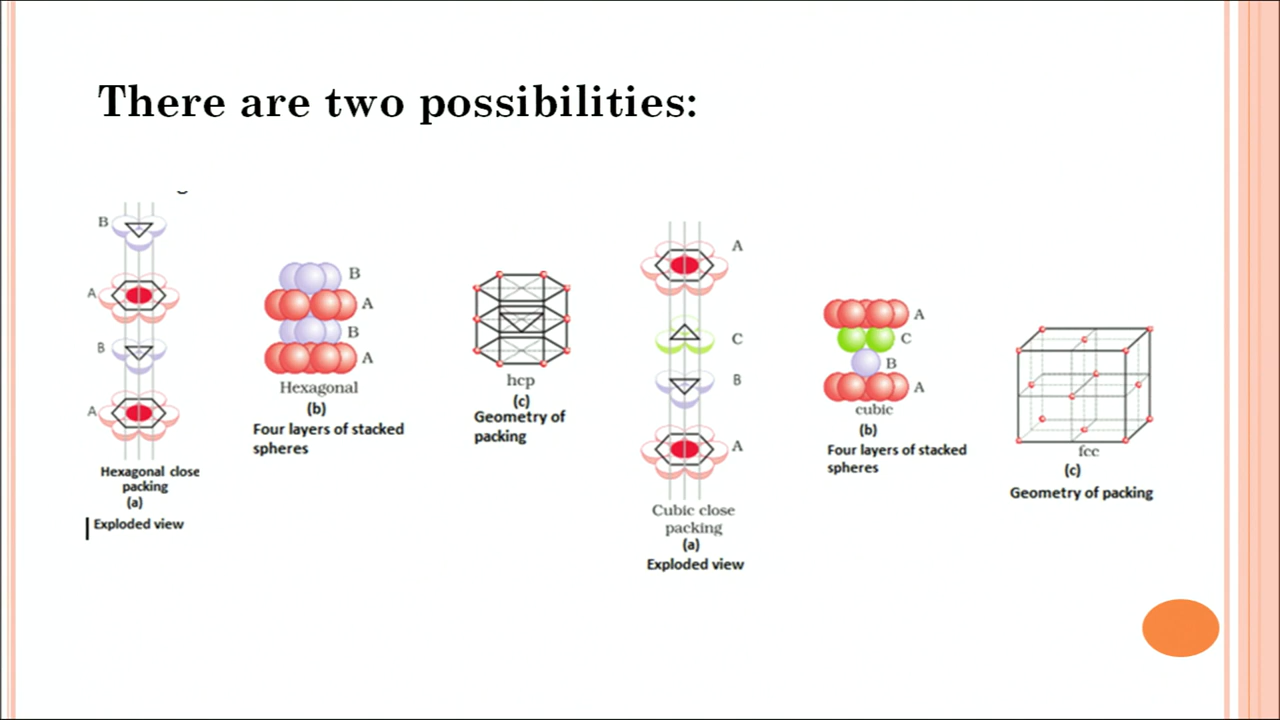 There are two possibilities:
B
A
B
A
Hexagonal close
packing
(a)
Exploded view
B
A
B
A
Hexagonal
(b)
Four layers of stacked
spheres
hcp
(c)
Geometry of
packing
A
C
B
A
Cubic close
packing
(a)
Exploded view
A
C
B
A
cubic
(b)
Four layers of stacked
spheres
fcc
(c)
Geometry of packing